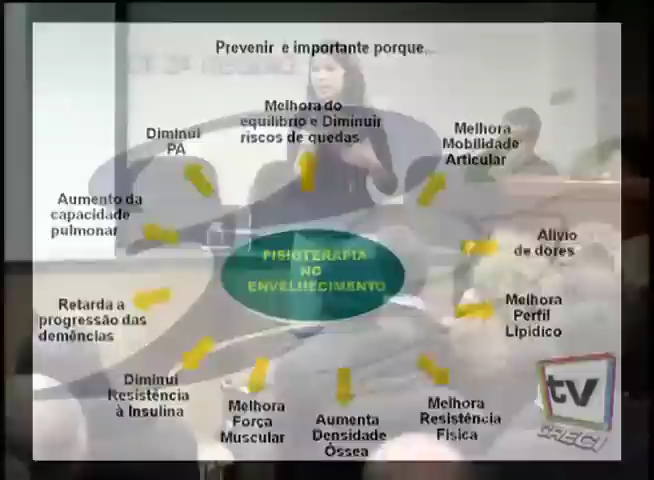 Prevenir é importante porque...
Melhora do
equilíbrio e Diminuir
riscos de quedas.
Diminui
PA
Melhora
Mobilidade
Articular
Aumento da
capacidade
pulmonar
Alívio
de dores
FISIOTERAPIA
NO
ENVELHECIMENTO
Retarda a
progressão das
demências
Melhora
Perfil
Lipídico
Diminui
Resistência
à Insulina
Melhora
Força
Muscular
Aumenta
Densidade
Óssea
Melhora
Resistência
Física
tv
CRECI